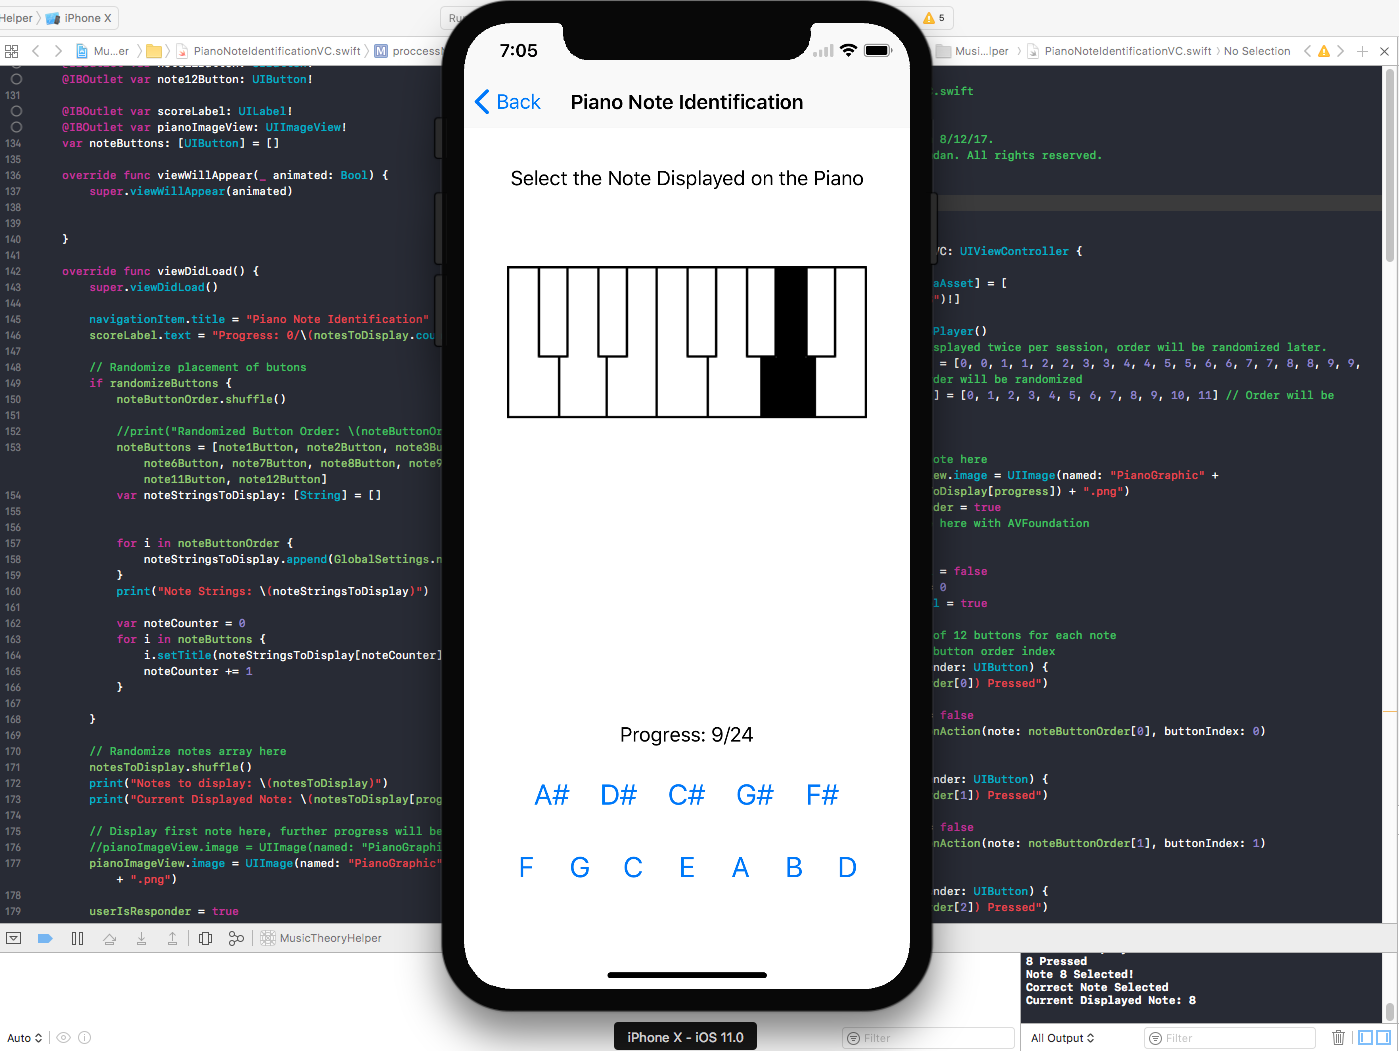 Helper
iPhone X
Ru
5
Mu...er
PianoNoteIdentificationVC.swift
proccess
@IBOutlet var note12Button: UIButton!
131
@IBOutlet var scoreLabel: UILabel!
@IBOutlet var pianoImageView: UIImageView!
134 var noteButtons: [UIButton] = []
135
136 override func viewWillAppear(_ animated: Bool) {
137 super.viewWillAppear(animated)
138
139
140 }
141
142 override func viewDidLoad() {
143 super.viewDidLoad()
144
145 navigationItem.title = "Piano Note Identification"
146 scoreLabel.text = "Progress: 0/\(notesToDisplay.cou
147
148 // Randomize placement of butons
149 if randomizeButtons {
150 noteButtonOrder.shuffle()
151
152 //print("Randomized Button Order: \(noteButtonOr
153 noteButtons = [note1Button, note2Button, note3Bu
note6Button, note7Button, note8Button, note9
note11Button, note12Button]
154 var noteStringsToDisplay: [String] = []
155
156
157 for i in noteButtonOrder {
158 noteStringsToDisplay.append(GlobalSettings.n
159 }
160 print("Note Strings: \(noteStringsToDisplay)")
161
162 var noteCounter = 0
163 for i in noteButtons {
164 i.setTitle(noteStringsToDisplay[noteCounter]
165 noteCounter += 1
166 }
167
168 }
169
170 // Randomize notes array here
171 notesToDisplay.shuffle()
172 print("Notes to display: \(notesToDisplay)")
173 print("Current Displayed Note: \(notesToDisplay[prog
174
175 // Display first note here, further progress will be
176 //pianoImageView.image = UIImage(named: "PianoGraphi
177 pianoImageView.image = UIImage(named: "PianoGraphic"
+ ".png")
178
179 userIsResponder = true
MusicTheoryHelper
Auto
7:05
Back
Piano Note Identification
Select the Note Displayed on the Piano
Progress: 9/24
A# D# C# G# F#
F G C E A B D
iPhone X - iOS 11.0
Musi...lper
PianoNoteIdentificationVC.swift
No Selection
.swift
8/12/17.
dan. All rights reserved.
VC: UIViewController {
aAsset] = [
")!]
Player()
splayed twice per session, order will be randomized later.
= [0, 0, 1, 1, 2, 2, 3, 3, 4, 4, 5, 5, 6, 6, 7, 7, 8, 8, 9, 9,
der will be randomized
] = [0, 1, 2, 3, 4, 5, 6, 7, 8, 9, 10, 11] // Order will be
ote here
ew.image = UIImage(named: "PianoGraphic" +
oDisplay[progress]) + ".png")
der = true
here with AVFoundation
= false
0
l = true
of 12 buttons for each note
button order index
nder: UIButton) {
der[0]) Pressed")
= false
nAction(note: noteButtonOrder[0], buttonIndex: 0)
nder: UIButton) {
der[1]) Pressed")
= false
nAction(note: noteButtonOrder[1], buttonIndex: 1)
nder: UIButton) {
der[2]) Pressed")
8 Pressed
Note 8 Selected!
Correct Note Selected
Current Displayed Note: 8
Filter
All Output
Filter